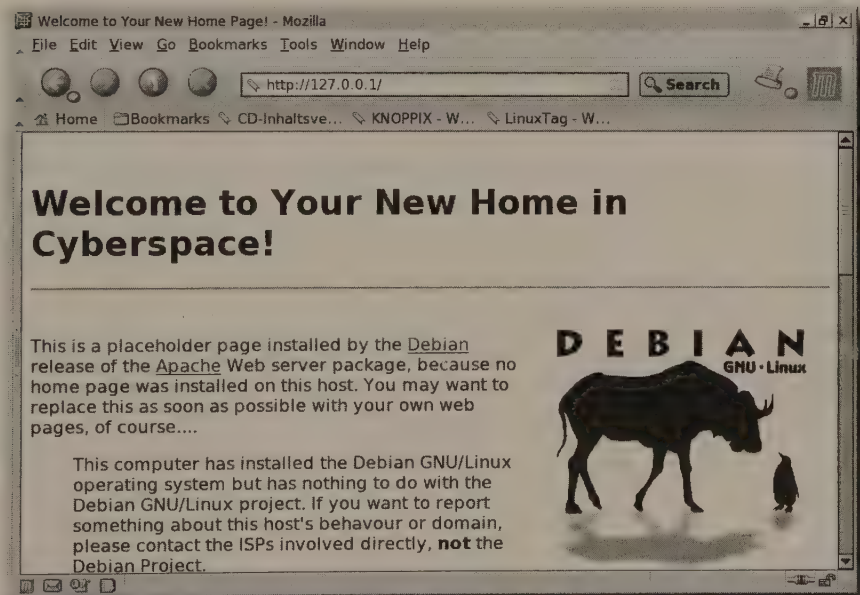 Welcome to Your New Home Page! - Mozilla
File Edit View Go Bookmarks Tools Window Help
http://127.0.0.1/
Search
Home Bookmarks CD-Inhaltsve... KNOPPIX - W... LinuxTag - W...
Welcome to Your New Home in
Cyberspace!
This is a placeholder page installed by the Debian
release of the Apache Web server package, because no
home page was installed on this host. You may want to
replace this as soon as possible with your own web
pages, of course....
DEBIAN
GNU·Linux
This computer has installed the Debian GNU/Linux
operating system but has nothing to do with the
Debian GNU/Linux project. If you want to report
something about this host's behavour or domain,
please contact the ISPs involved directly, not the
Debian Project.